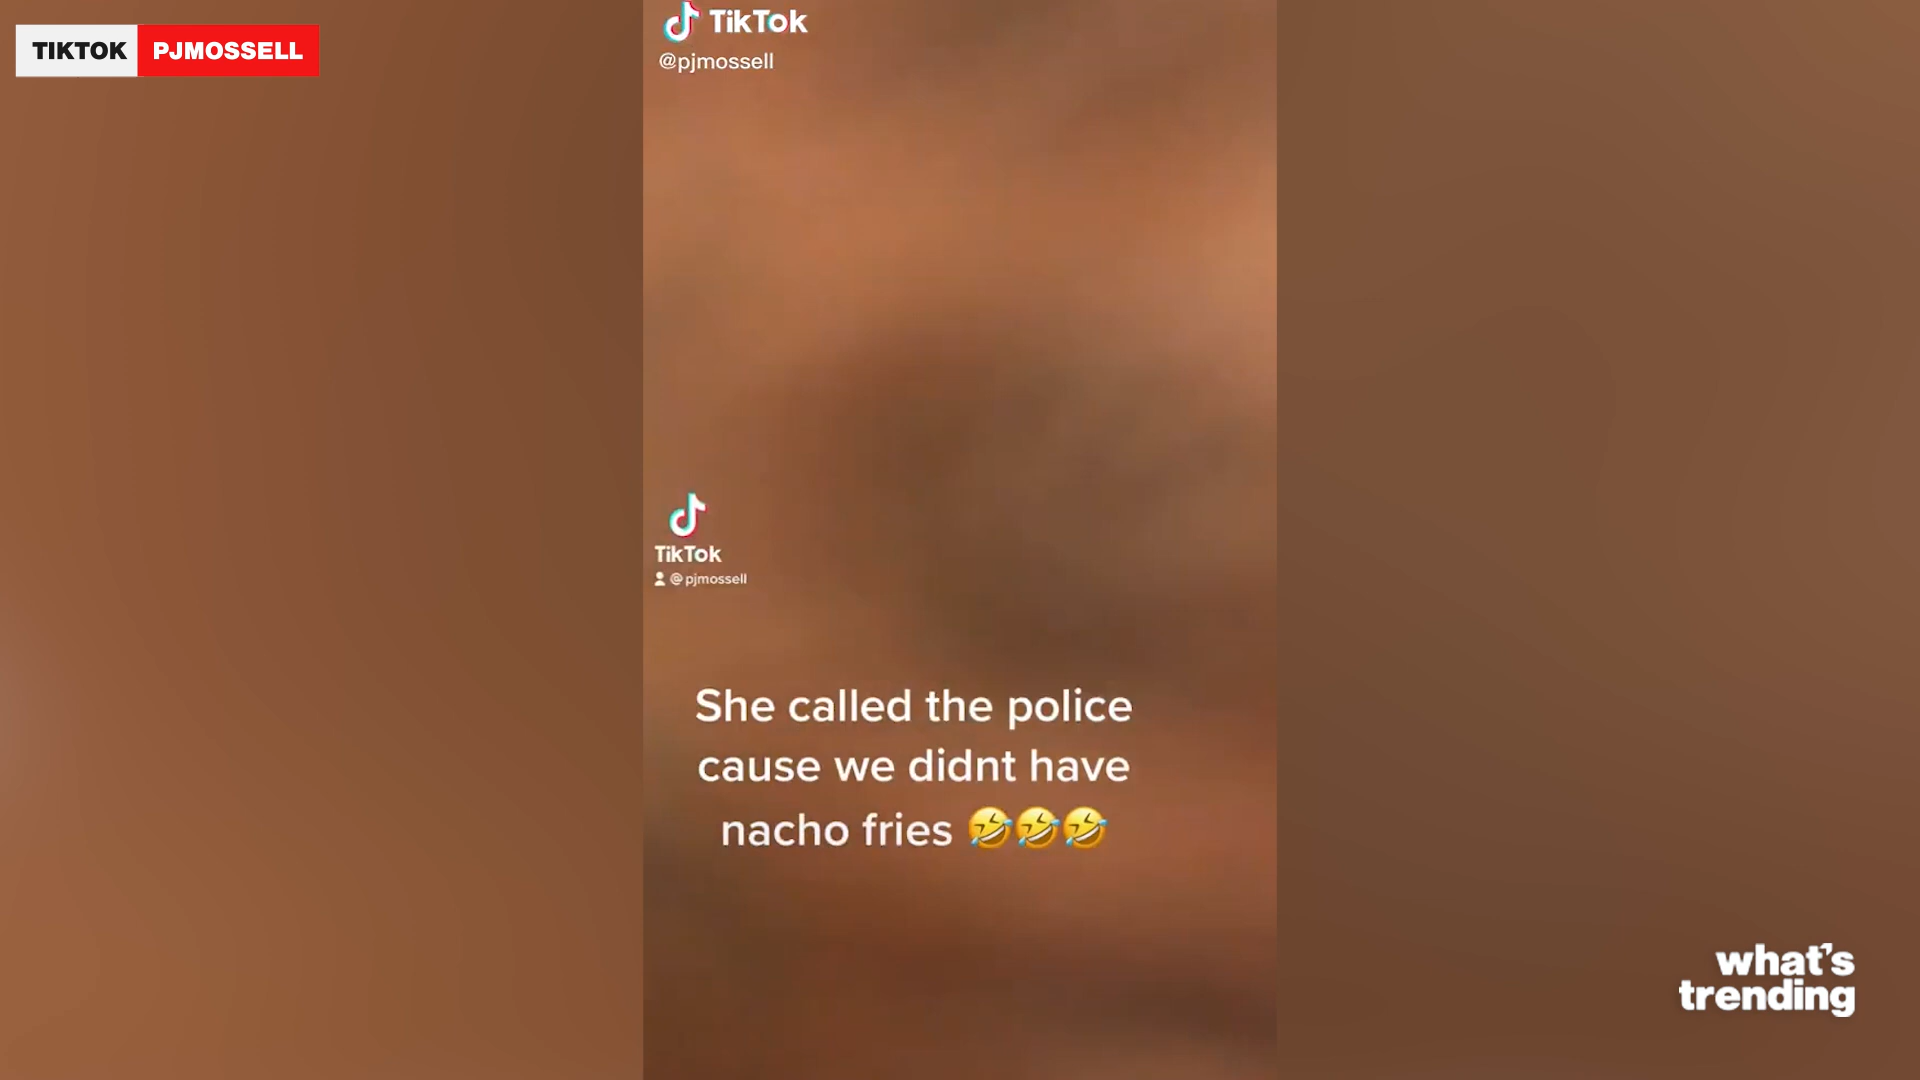 TIKTOK PJMOSSELL
TikTok
@pjmossell
TikTok
@pjmossell
She called the police
cause we didnt have
nacho fries 🤣🤣🤣
what's
trending